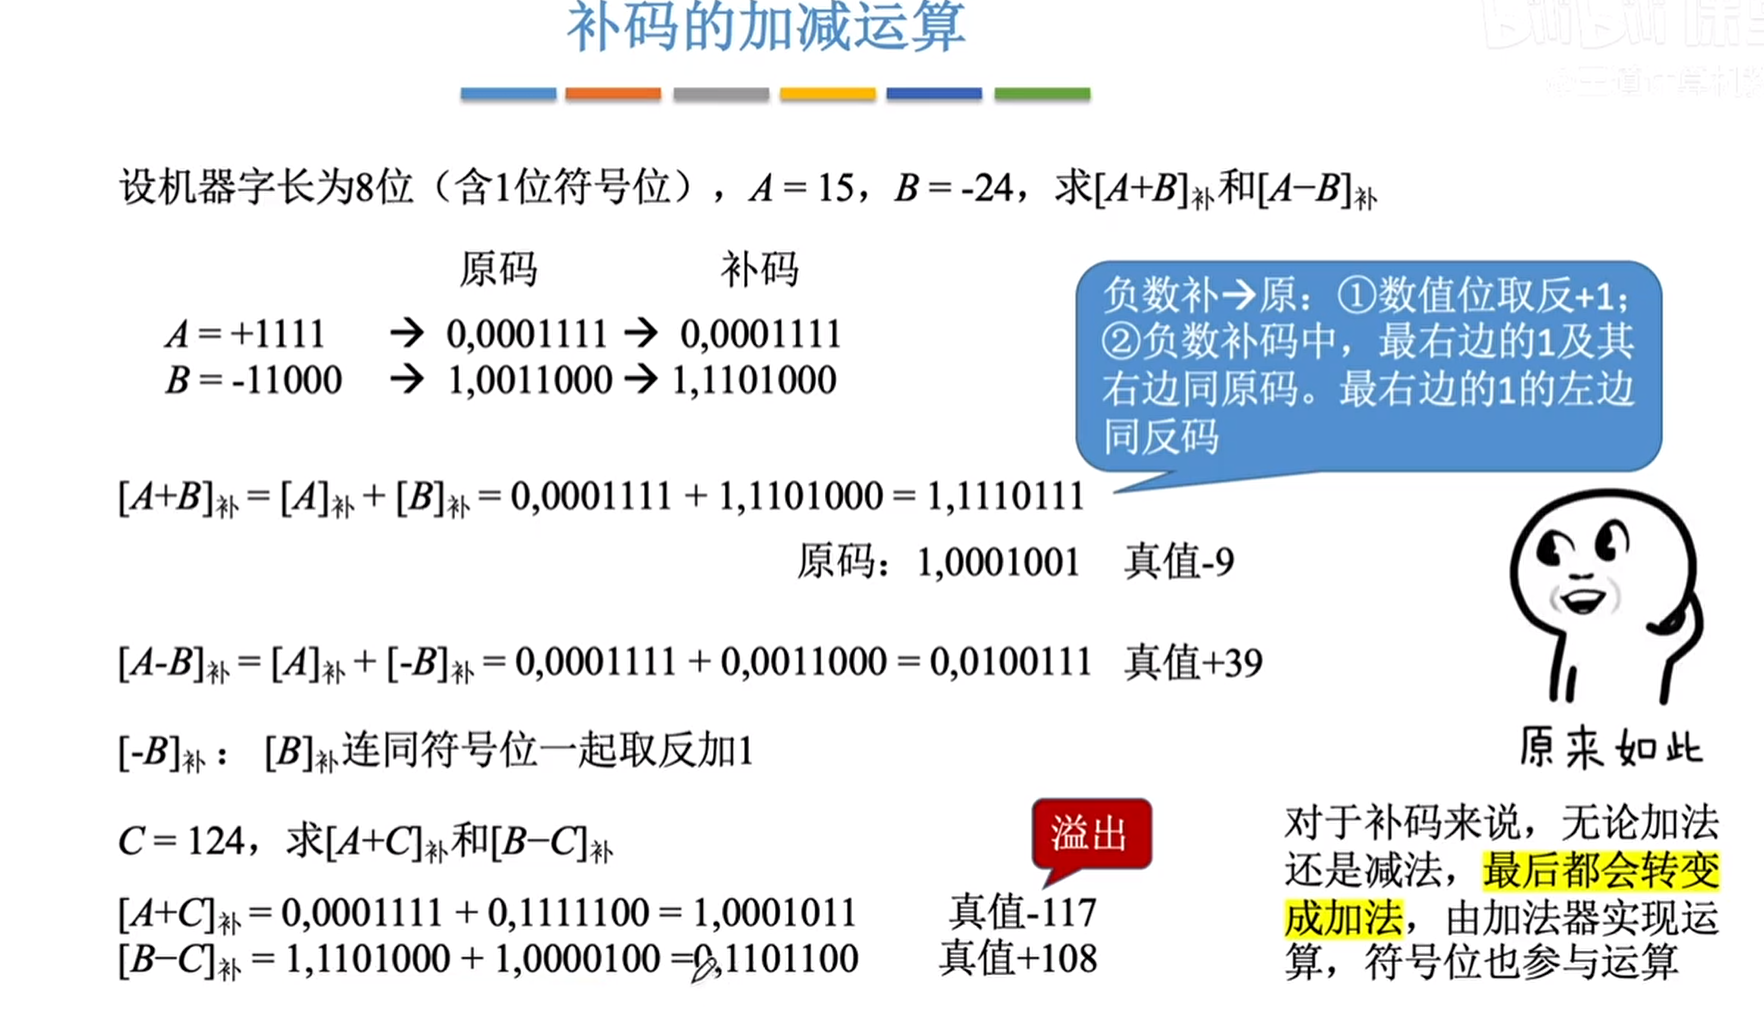 补码的加减运算
设机器字长为8位（含1位符号位），A = 15，B = -24，求[A+B]补和[A−B]补
原码 补码
A = +1111 → 0,0001111 → 0,0001111
B = -11000 → 1,0011000 → 1,1101000
负数补→原：①数值位取反+1；
②负数补码中，最右边的1及其
右边同原码。最右边的1的左边
同反码
[A+B]补 = [A]补 + [B]补 = 0,0001111 + 1,1101000 = 1,1110111
原码：1,0001001 真值-9
[A-B]补 = [A]补 + [-B]补 = 0,0001111 + 0,0011000 = 0,0100111 真值+39
[-B]补： [B]补连同符号位一起取反加1
原来如此
C = 124，求[A+C]补和[B−C]补
溢出
[A+C]补 = 0,0001111 + 0,1111100 = 1,0001011 真值-117
[B−C]补 = 1,1101000 + 1,0000100 =0,1101100 真值+108
对于补码来说，无论加法
还是减法，最后都会转变
成加法，由加法器实现运
算，符号位也参与运算